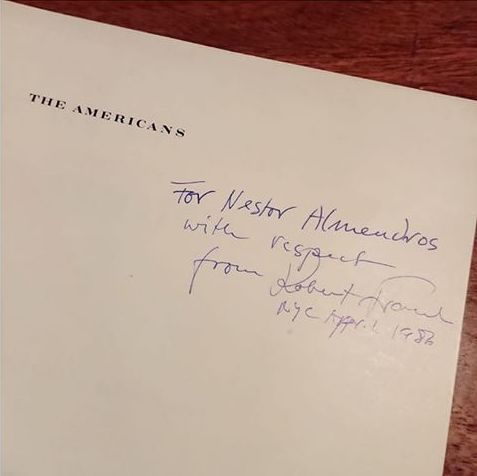 THE AMERICANS
For Nestor Almendros
with respect
from Robert Frank
NYC April 1986